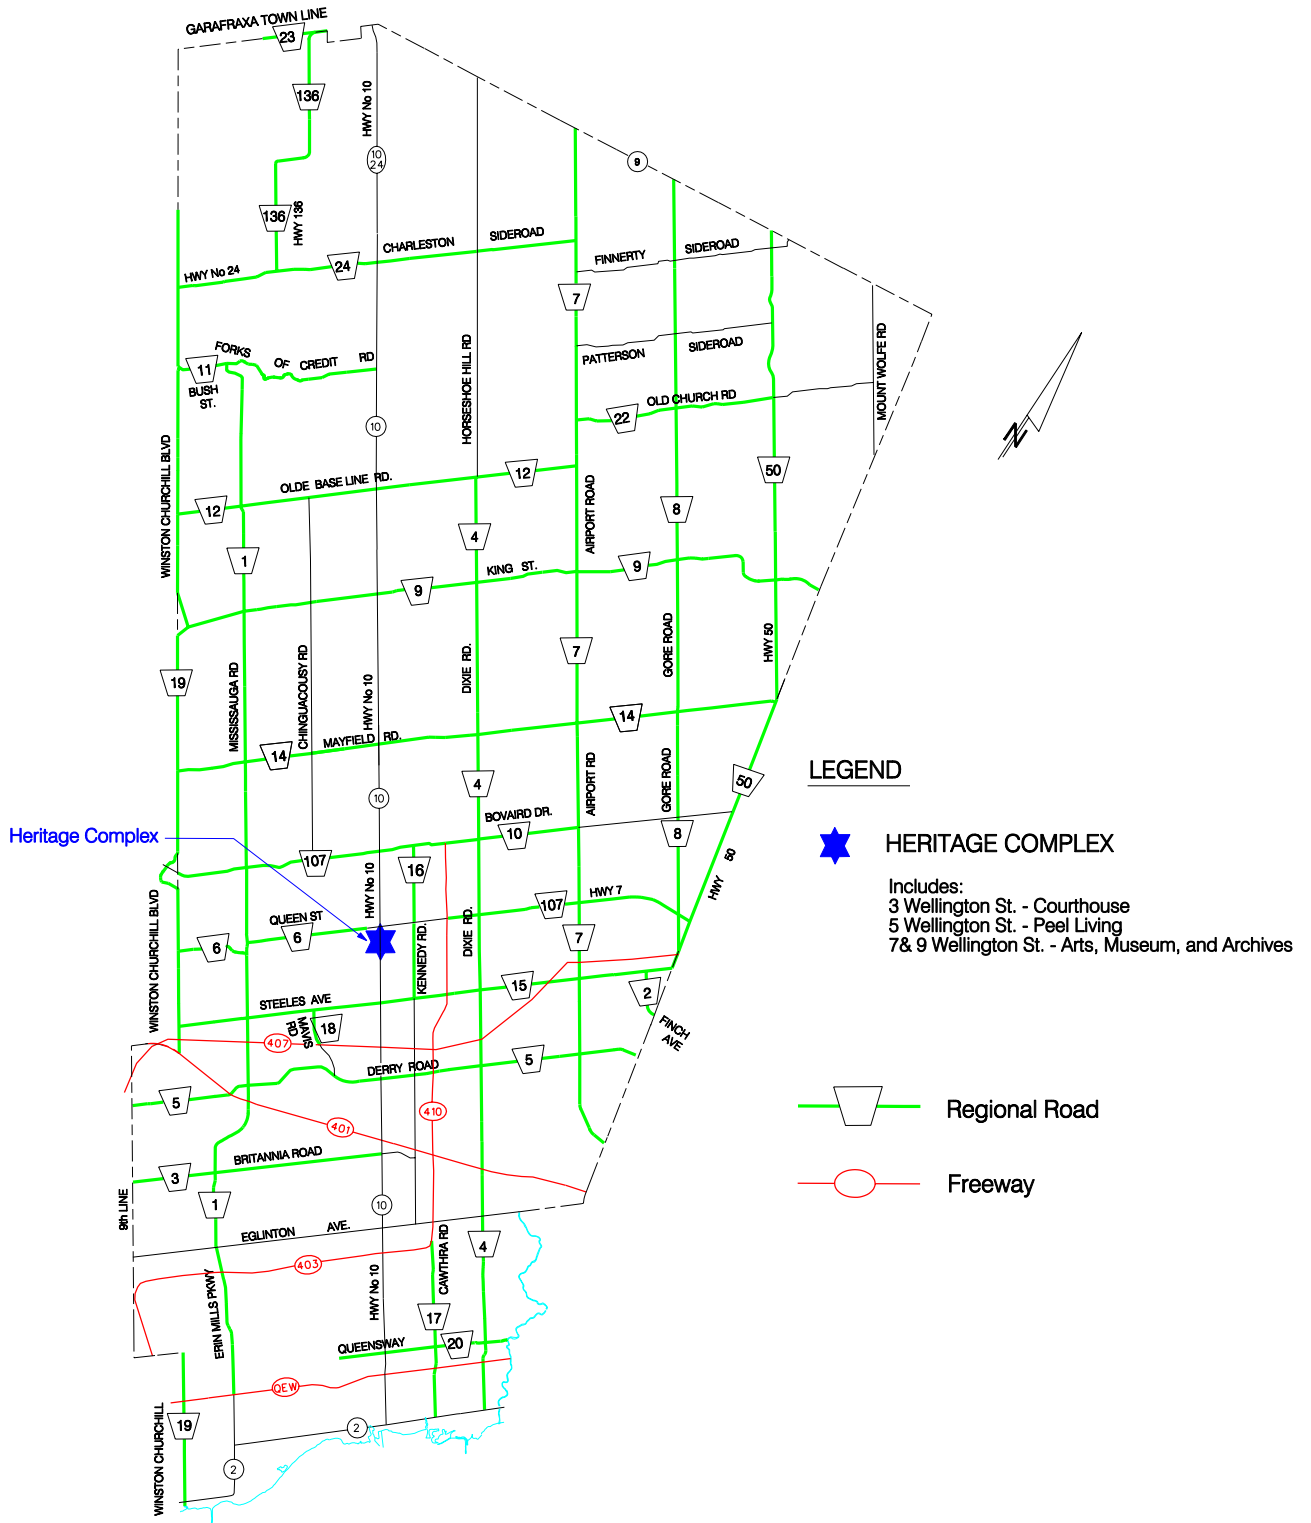 GARAFRAXA TOWN LINE
23
136
HWY No 10
10
24
9
136
HWY 136
CHARLESTON SIDEROAD
HWY No 24
24
FINNERTY SIDEROAD
7
FORKS OF CREDIT RD
11
BUSH
ST.
HORSESHOE HILL RD
PATTERSON SIDEROAD
MOUNT WOLFE RD
OLD CHURCH RD
22
10
WINSTON CHURCHILL BLVD
OLDE BASE LINE RD.
12
12
50
AIRPORT ROAD
8
4
1
KING ST.
9
9
N
19
MISSISSAUGA RD
CHINGUACOUSY RD
HWY No 10
DIXIE RD.
7
GORE ROAD
HWY 50
14
MAYFIELD RD.
14
4
AIRPORT RD
GORE ROAD
50
10
BOVAIRD DR.
10
8
Heritage Complex
107
16
HWY 50
WINSTON CHURCHILL BLVD
QUEEN ST
HWY No 10
HWY 7
107
6
6
KENNEDY RD.
DIXIE RD.
7
STEELES AVE
15
2
FINCH
AVE
MAVIS
RD
18
407
DERRY ROAD
5
5
410
401
BRITANNIA ROAD
3
9th LINE
1
10
EGLINTON AVE.
403
CAWTHRA RD
4
ERIN MILLS PKWY
HWY No 10
17
QUEENSWAY
20
QEW
WINSTON CHURCHILL
19
2
2
LEGEND
HERITAGE COMPLEX
Includes:
3 Wellington St. - Courthouse
5 Wellington St. - Peel Living
7& 9 Wellington St. - Arts, Museum, and Archives
Regional Road
Freeway